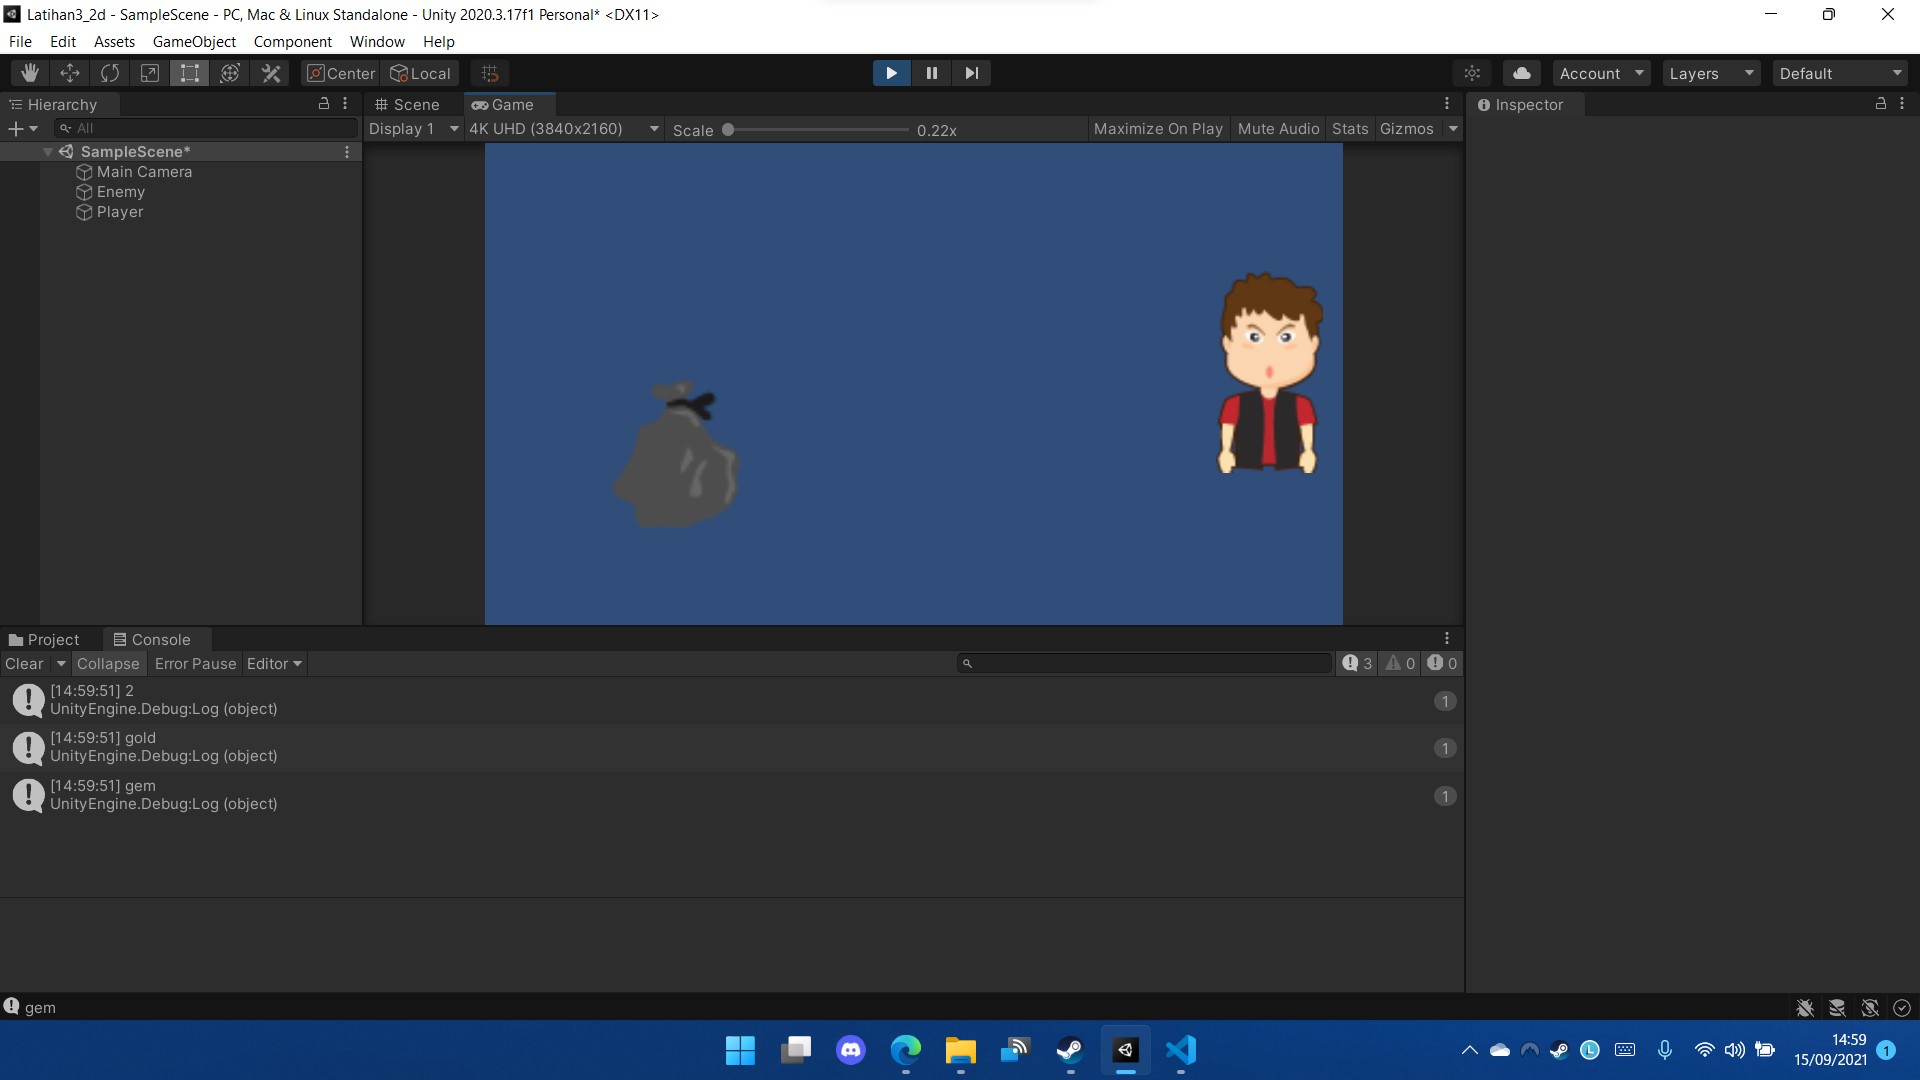 Latihan3_2d - SampleScene - PC, Mac & Linux Standalone - Unity 2020.3.17f1 Personal* <DX11>
File Edit Assets GameObject Component Window Help
Center Local Account Layers Default
Hierarchy Scene Game Inspector
All Display 1 4K UHD (3840x2160) Scale 0.22x Maximize On Play Mute Audio Stats Gizmos
SampleScene*
Main Camera
Enemy
Player
Project Console
Clear Collapse Error Pause Editor 3 0 0
[14:59:51] 2
UnityEngine.Debug:Log (object)
1
[14:59:51] gold
UnityEngine.Debug:Log (object)
1
[14:59:51] gem
UnityEngine.Debug:Log (object)
1
gem
14:59
15/09/2021
1